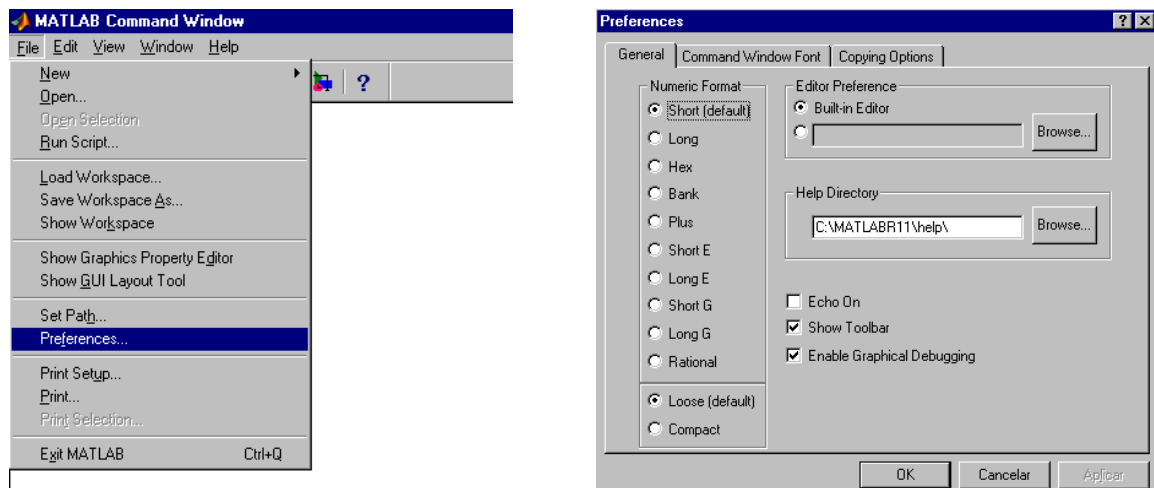 MATLAB Command Window
File Edit View Window Help
New
Open...
Open Selection
Run Script...
Load Workspace...
Save Workspace As...
Show Workspace
Show Graphics Property Editor
Show GUI Layout Tool
Set Path...
Preferences...
Print Setup...
Print...
Print Selection...
Exit MATLAB Ctrl+Q
?
Preferences
General Command Window Font Copying Options
Numeric Format
Short (default)
Long
Hex
Bank
Plus
Short E
Long E
Short G
Long G
Rational
Loose (default)
Compact
Editor Preference
Built-in Editor
Browse...
Help Directory
C:\MATLABR11\help\ Browse...
Echo On
Show Toolbar
Enable Graphical Debugging
OK Cancelar Aplicar